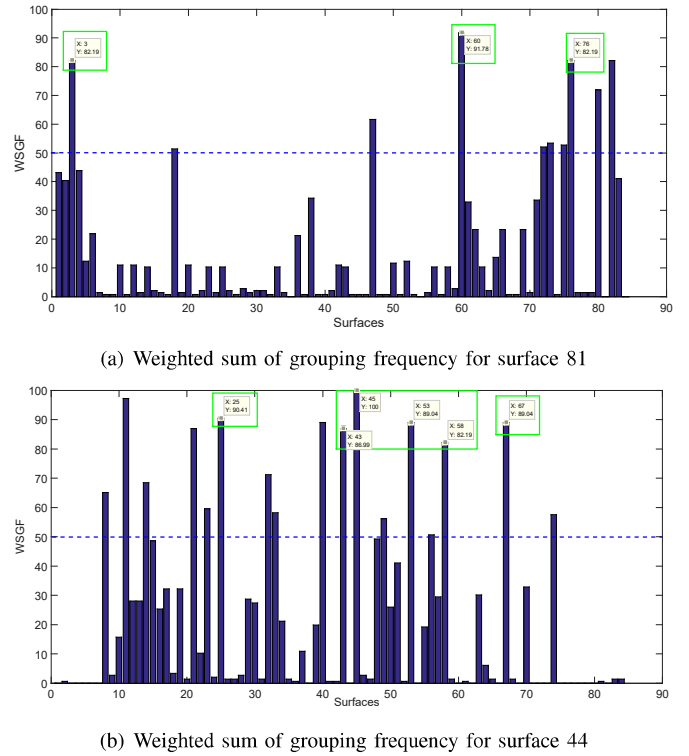 100
90
80
70
60
50
40
30
20
10
0
WSGF
X: 3
Y: 82.19
X: 60
Y: 91.78
X: 76
Y: 82.19
0 10 20 30 40 50 60 70 80 90
Surfaces
(a) Weighted sum of grouping frequency for surface 81
100
90
80
70
60
50
40
30
20
10
0
WSGF
X: 25
Y: 90.41
X: 45
Y: 100
X: 43
Y: 86.99
X: 53
Y: 89.04
X: 58
Y: 82.19
X: 67
Y: 89.04
0 10 20 30 40 50 60 70 80 90
Surfaces
(b) Weighted sum of grouping frequency for surface 44